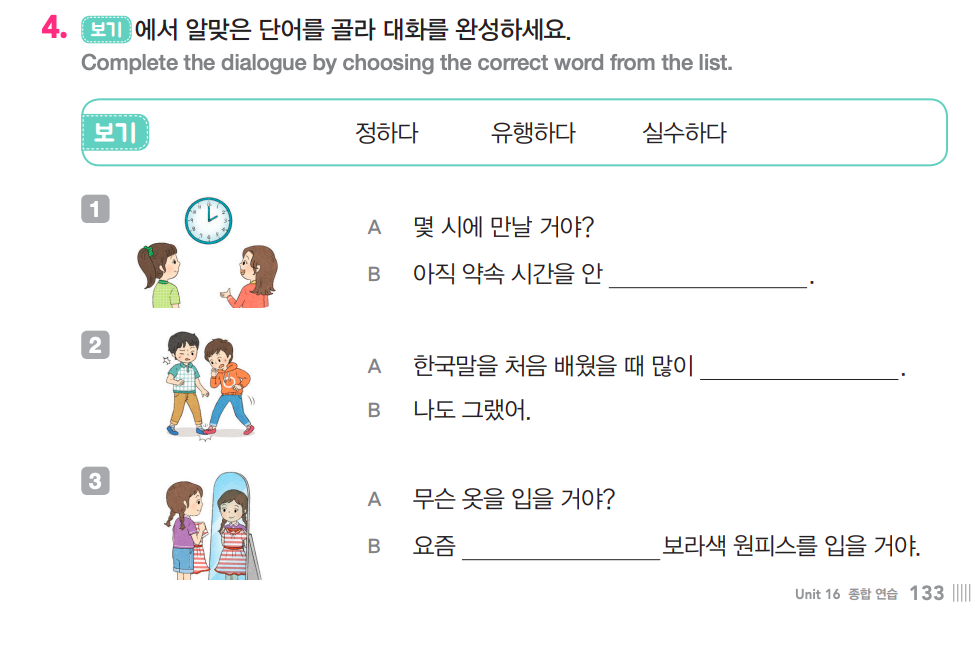 4. 보기 에서 알맞은 단어를 골라 대화를 완성하세요.
Complete the dialogue by choosing the correct word from the list.
보기 정하다 유행하다 실수하다
1
A 몇 시에 만날 거야?
B 아직 약속 시간을 안 ________________.
2
A 한국말을 처음 배웠을 때 많이 ________________.
B 나도 그랬어.
3
A 무슨 옷을 입을 거야?
B 요즘 ________________ 보라색 원피스를 입을 거야.
Unit 16 종합 연습 133